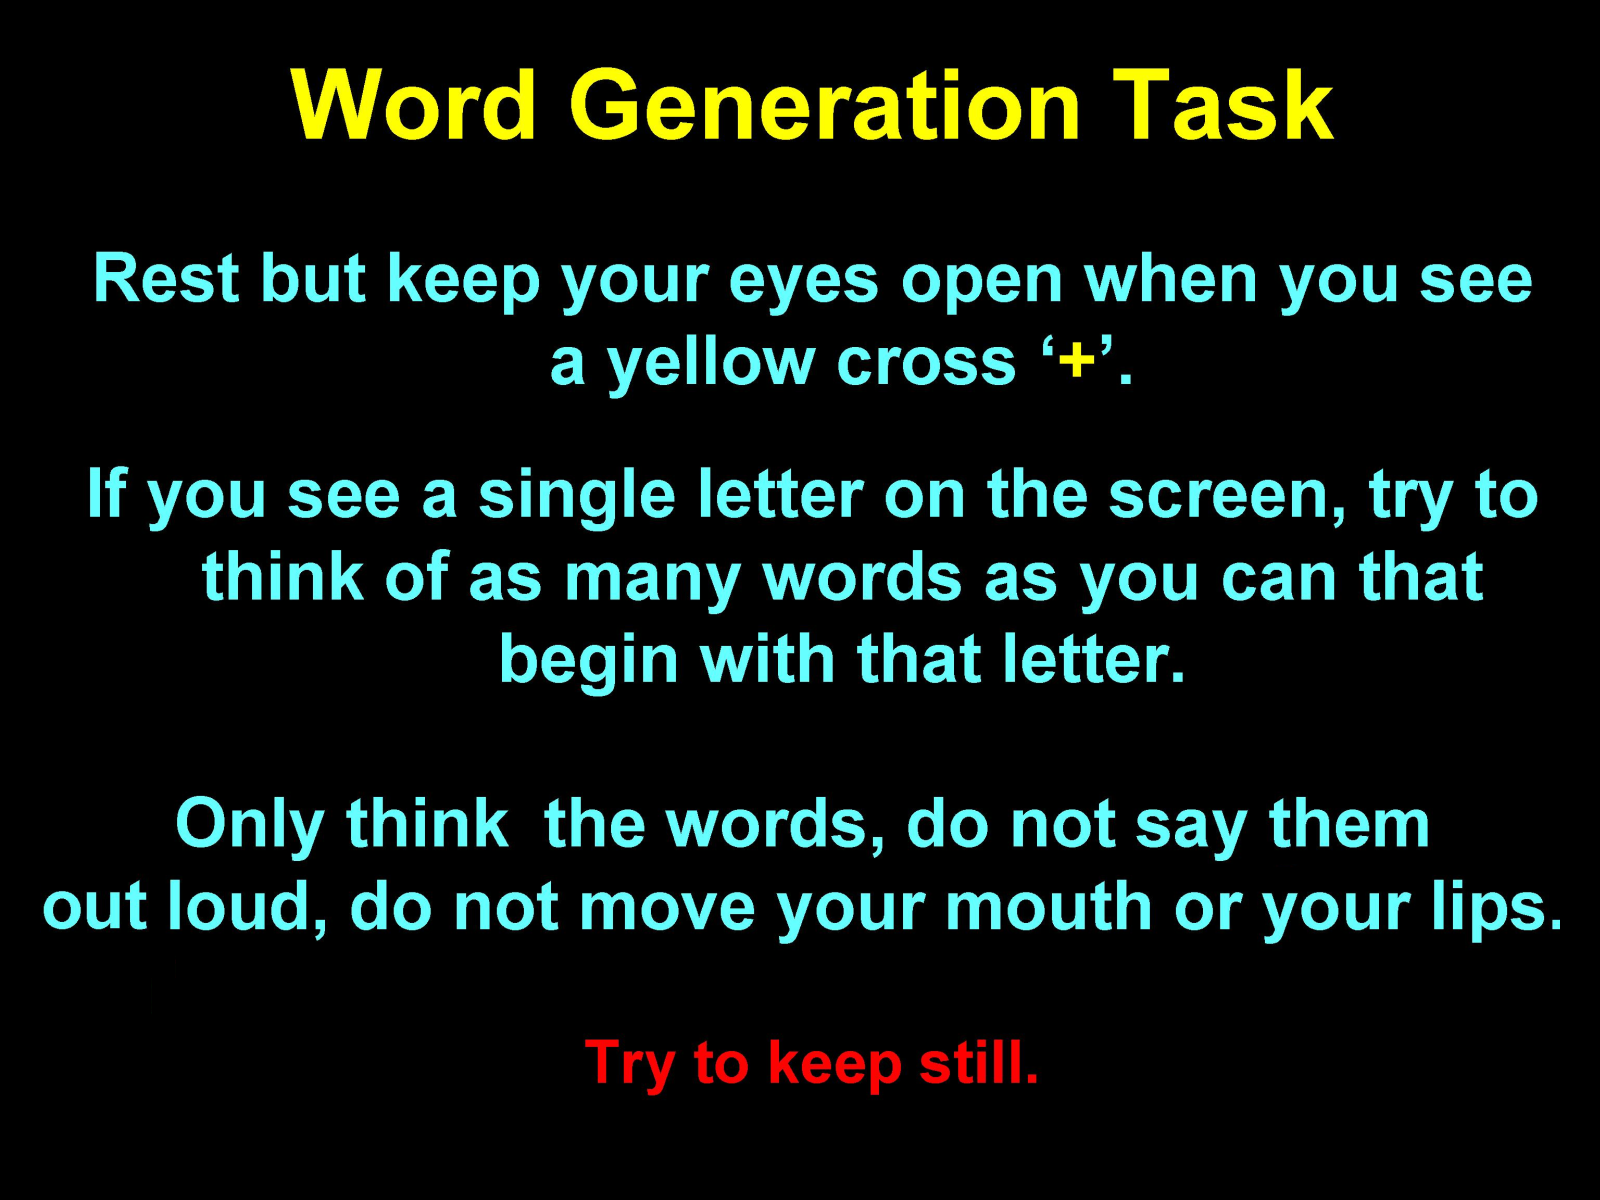 Word Generation Task
Rest but keep your eyes open when you see
a yellow cross ‘+’.
If you see a single letter on the screen, try to
think of as many words as you can that
begin with that letter.
Only think  the words, do not say them
out loud, do not move your mouth or your lips.
Try to keep still.